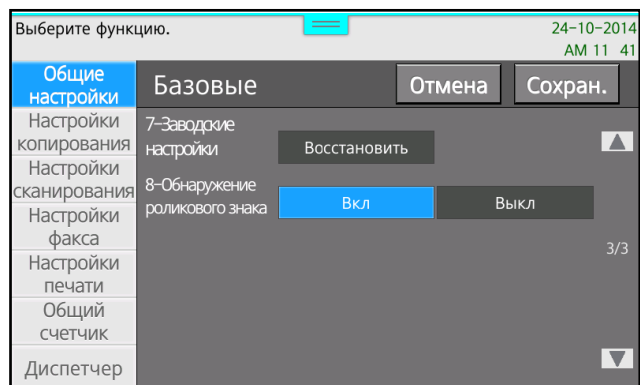 Выберите функцию.
24-10-2014
AM 11 41
Общие
настройки
Базовые
Отмена
Сохран.
Настройки
копирования
Настройки
сканирования
Настройки
факса
Настройки
печати
Общий
счетчик
Диспетчер
7-Заводские
настройки
Восстановить
8-Обнаружение
роликового знака
Вкл
Выкл
3/3